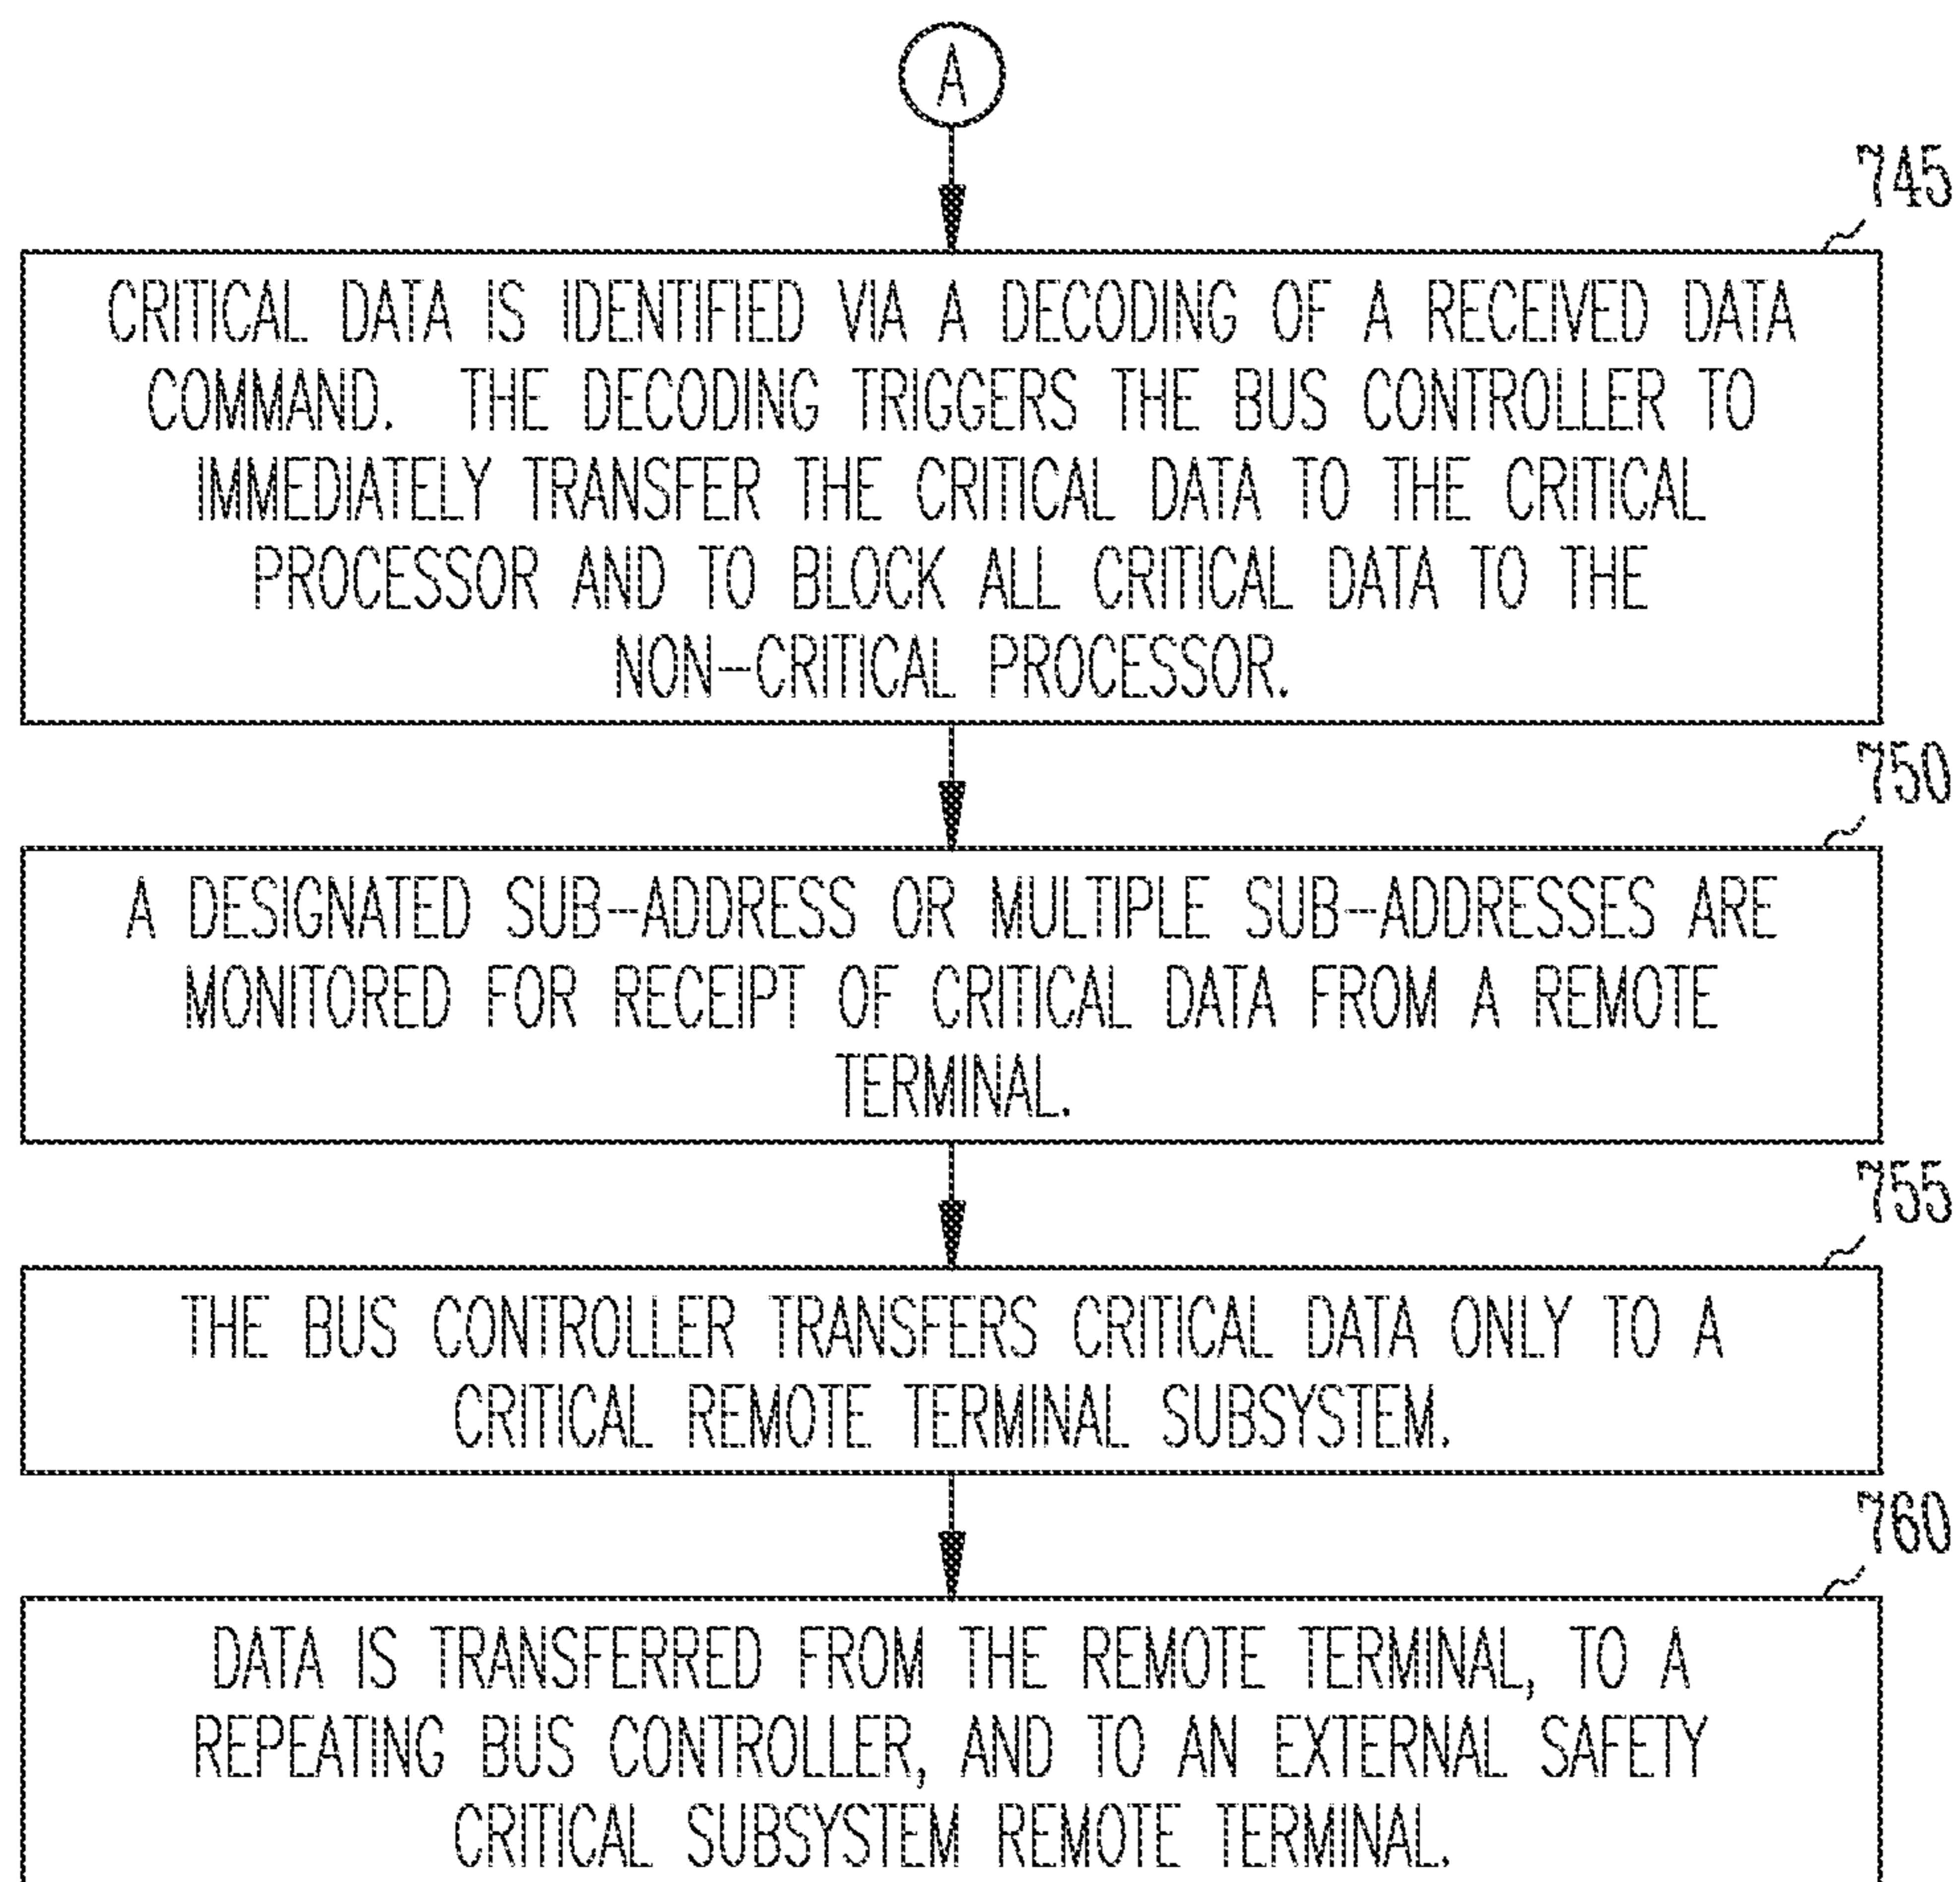 A
745
CRITICAL DATA IS IDENTIFIED VIA A DECODING OF A RECEIVED DATA
COMMAND. THE DECODING TRIGGERS THE BUS CONTROLLER TO
IMMEDIATELY TRANSFER THE CRITICAL DATA TO THE CRITICAL
PROCESSOR AND TO BLOCK ALL CRITICAL DATA TO THE
NON-CRITICAL PROCESSOR.
750
A DESIGNATED SUB-ADDRESS OR MULTIPLE SUB-ADDRESSES ARE
MONITORED FOR RECEIPT OF CRITICAL DATA FROM A REMOTE
TERMINAL.
755
THE BUS CONTROLLER TRANSFERS CRITICAL DATA ONLY TO A
CRITICAL REMOTE TERMINAL SUBSYSTEM.
760
DATA IS TRANSFERRED FROM THE REMOTE TERMINAL, TO A
REPEATING BUS CONTROLLER, AND TO AN EXTERNAL SAFETY
CRITICAL SUBSYSTEM REMOTE TERMINAL.